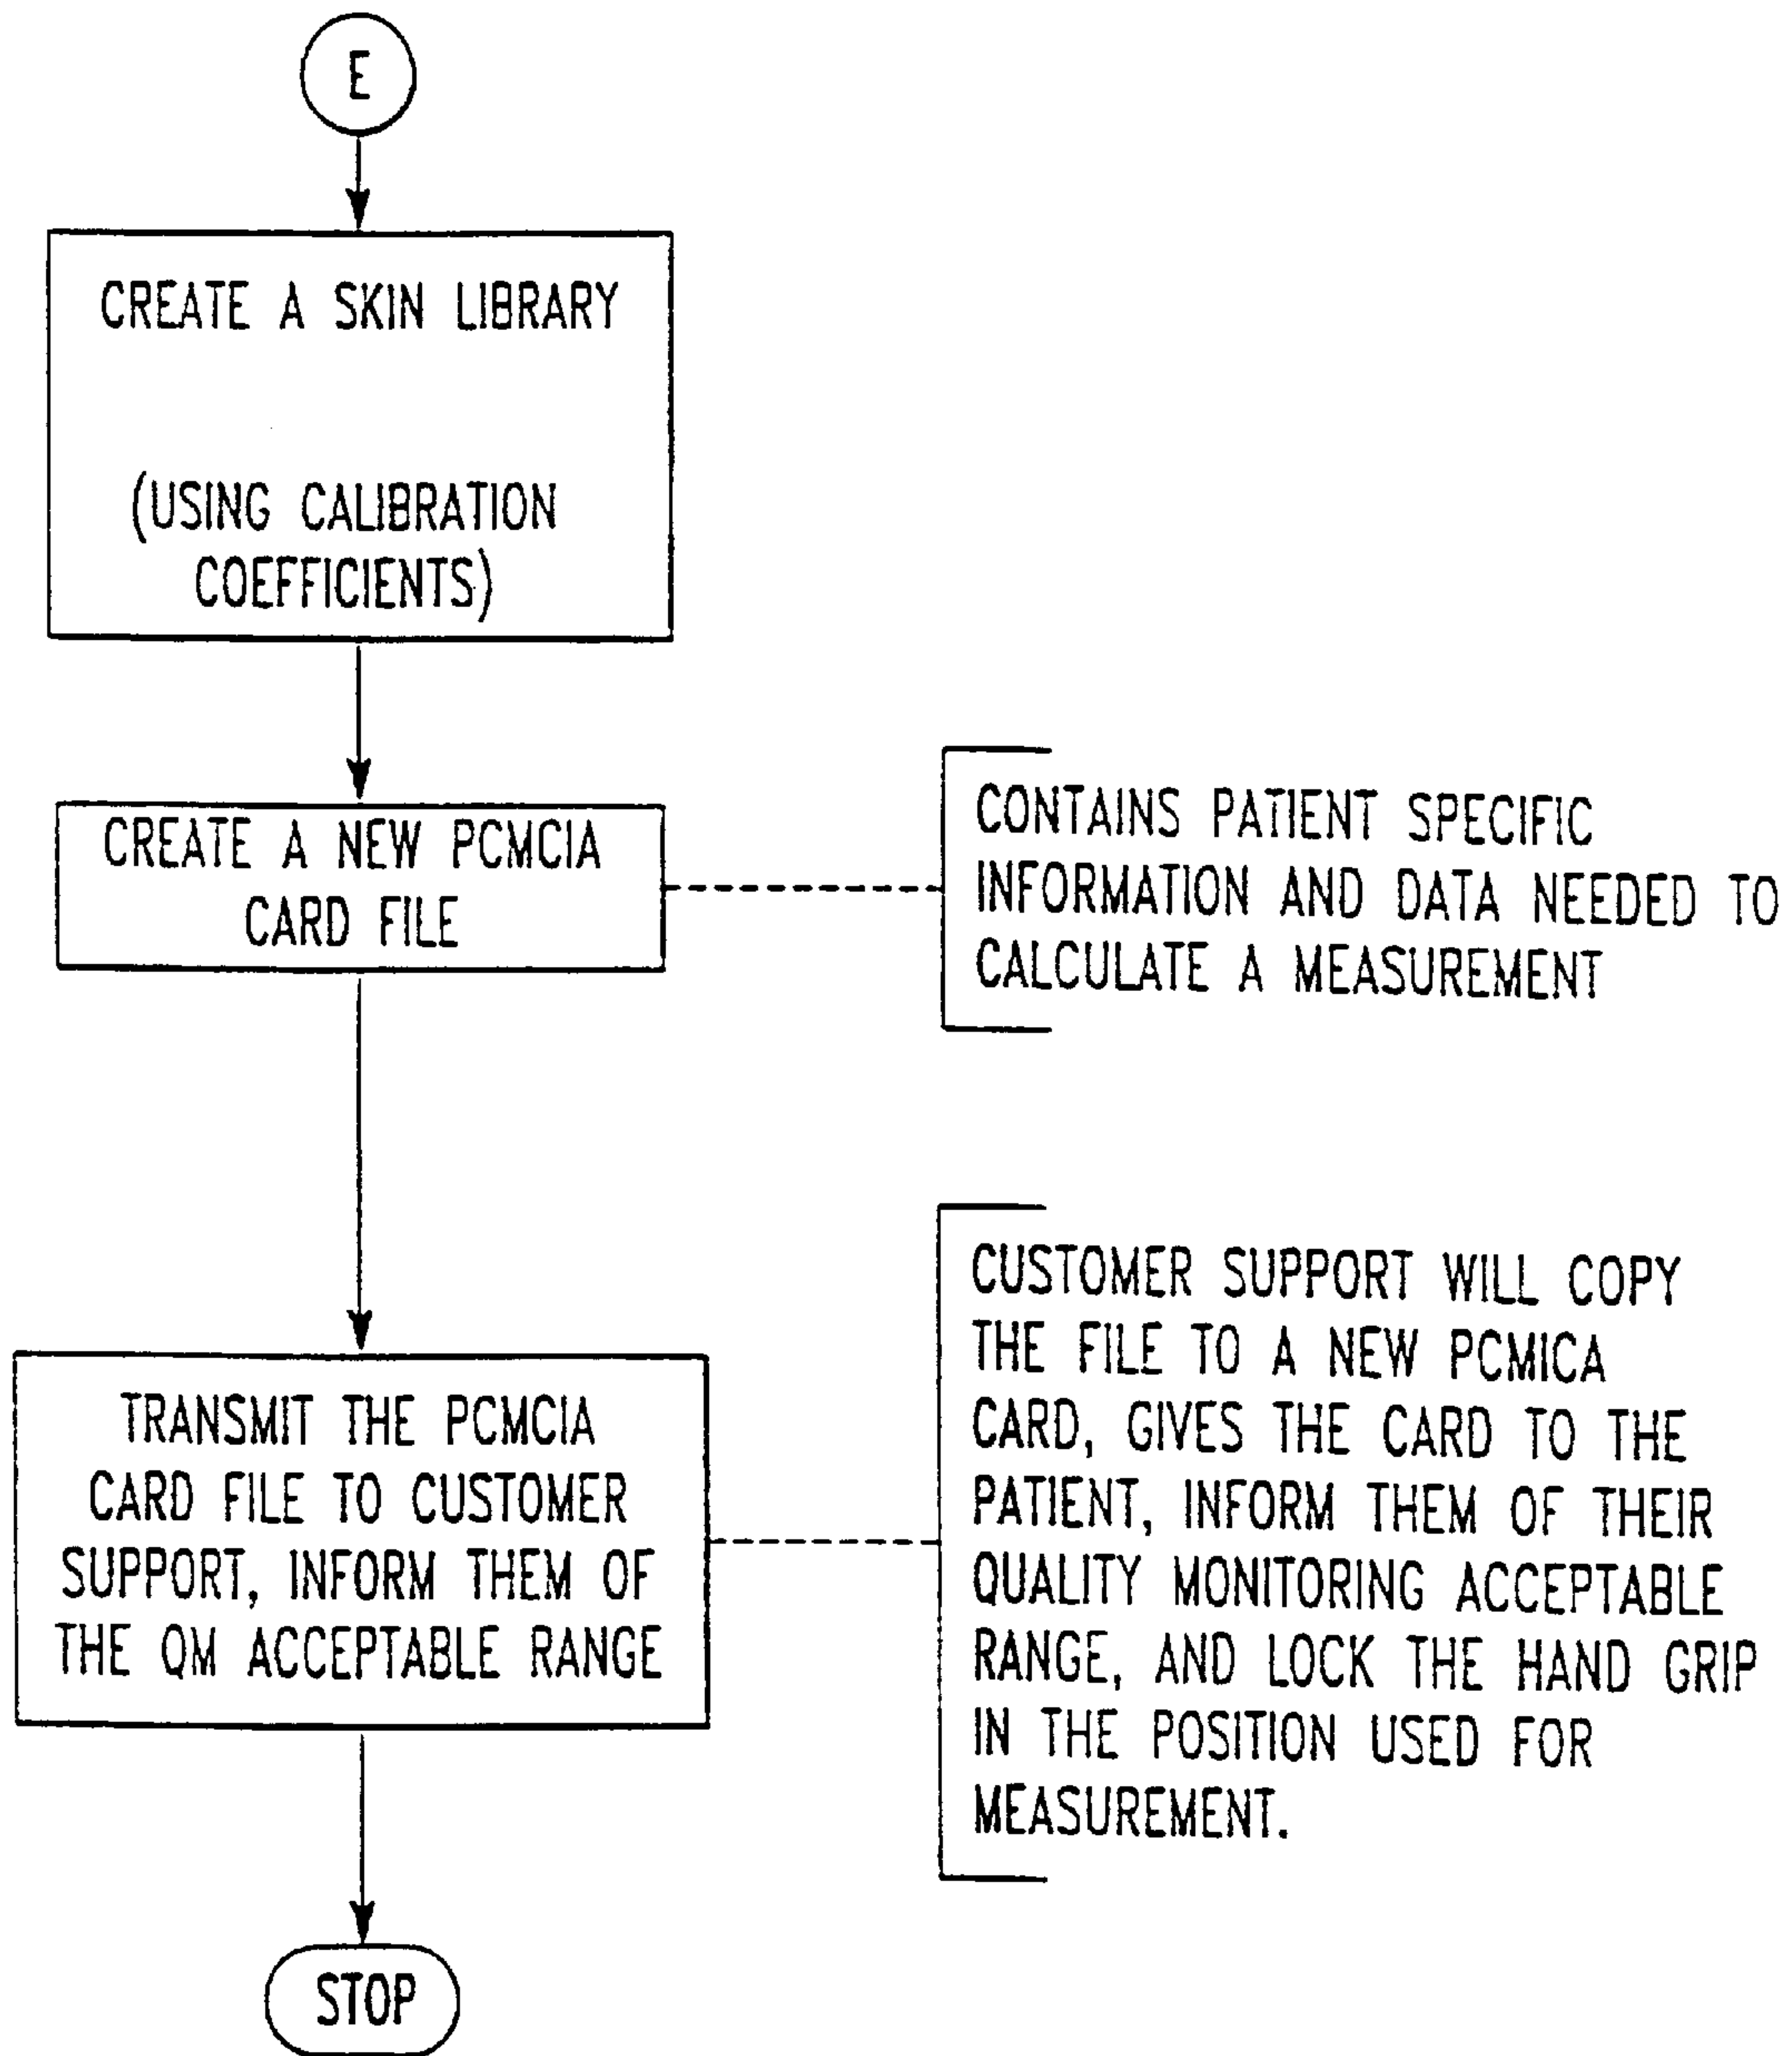 E
CREATE A SKIN LIBRARY
(USING CALIBRATION
COEFFICIENTS)
CREATE A NEW PCMCIA
CARD FILE
CONTAINS PATIENT SPECIFIC
INFORMATION AND DATA NEEDED TO
CALCULATE A MEASUREMENT
TRANSMIT THE PCMCIA
CARD FILE TO CUSTOMER
SUPPORT, INFORM THEM OF
THE QM ACCEPTABLE RANGE
CUSTOMER SUPPORT WILL COPY
THE FILE TO A NEW PCMICA
CARD, GIVES THE CARD TO THE
PATIENT, INFORM THEM OF THEIR
QUALITY MONITORING ACCEPTABLE
RANGE, AND LOCK THE HAND GRIP
IN THE POSITION USED FOR
MEASUREMENT.
STOP